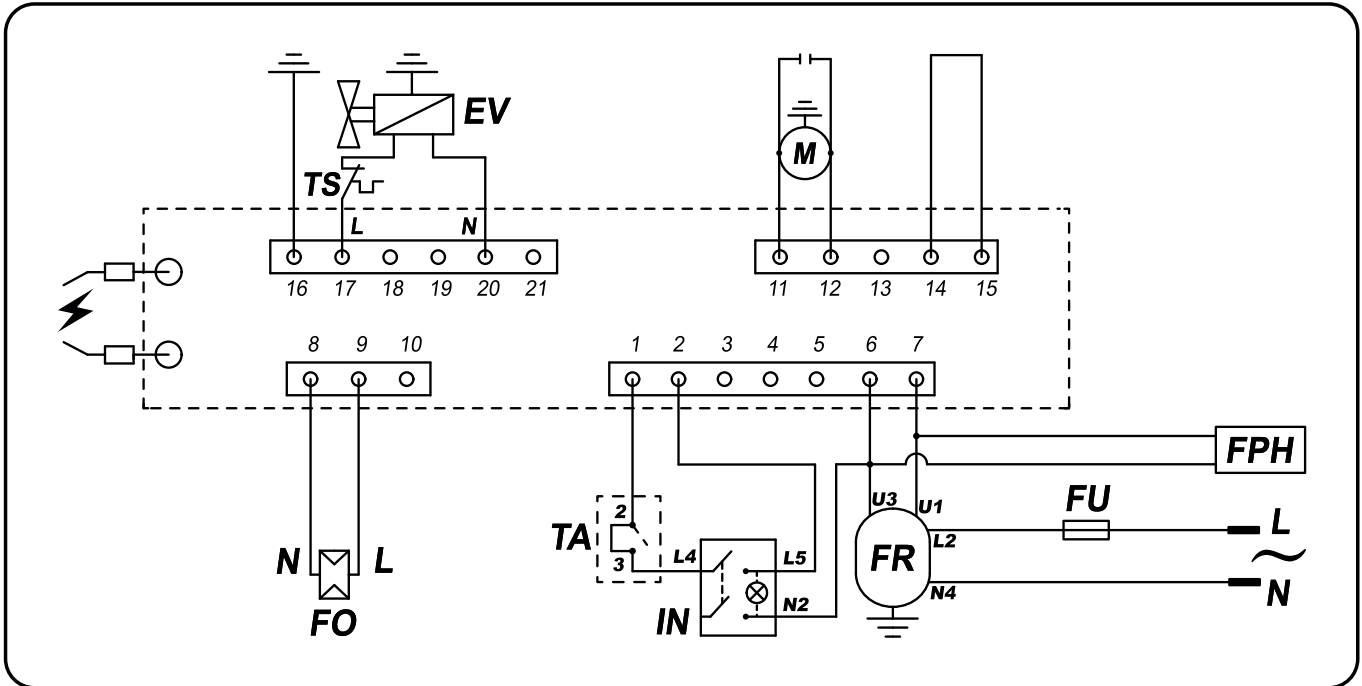 EV
M
TS
L N
16 17 18 19 20 21
11 12 13 14 15
8 9 10
1 2 3 4 5 6 7
FPH
U3 U1
FU
L
2
TA
3
L4 L5
L2
FR
N L
FO
IN
N2
N4
N